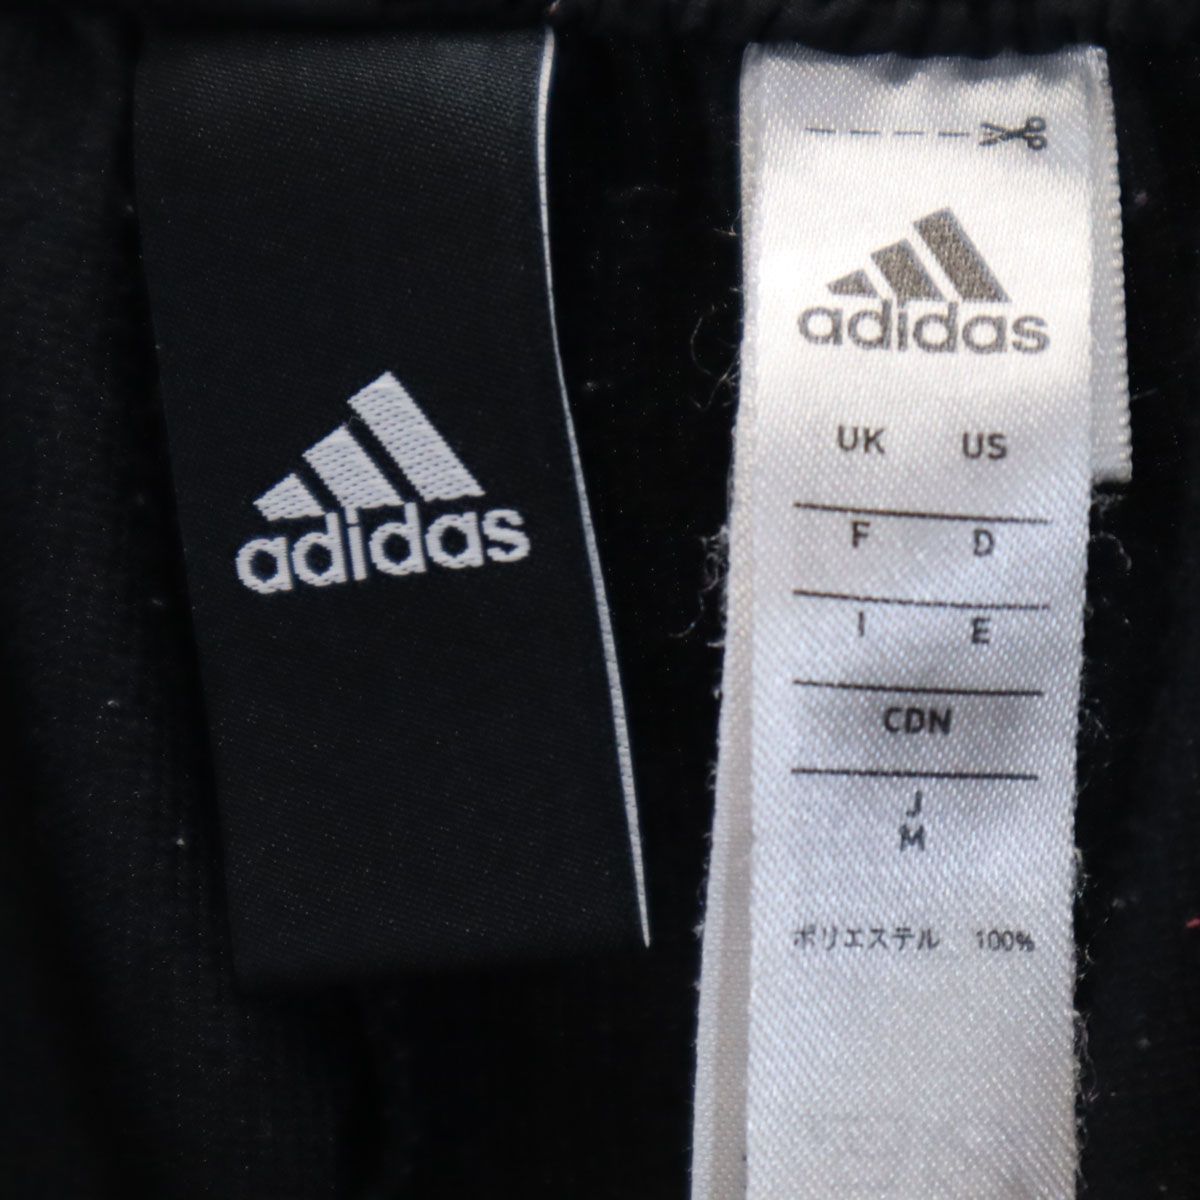 adidas
adidas
UK US
F D
I E
CDN
J
M
ポリエステル 100%